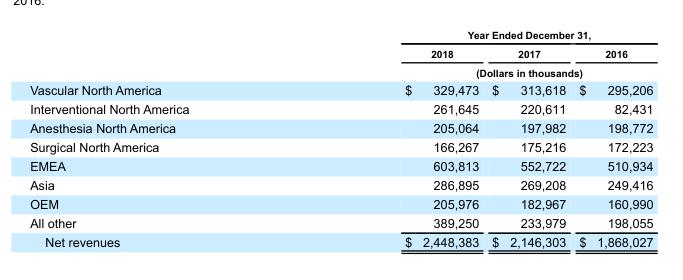 2016.
Year Ended December 31,
2018 2017 2016
(Dollars in thousands)
Vascular North America $ 329,473 $ 313,618 $ 295,206
Interventional North America 261,645 220,611 82,431
Anesthesia North America 205,064 197,982 198,772
Surgical North America 166,267 175,216 172,223
EMEA 603,813 552,722 510,934
Asia 286,895 269,208 249,416
OEM 205,976 182,967 160,990
All other 389,250 233,979 198,055
Net revenues $ 2,448,383 $ 2,146,303 $ 1,868,027